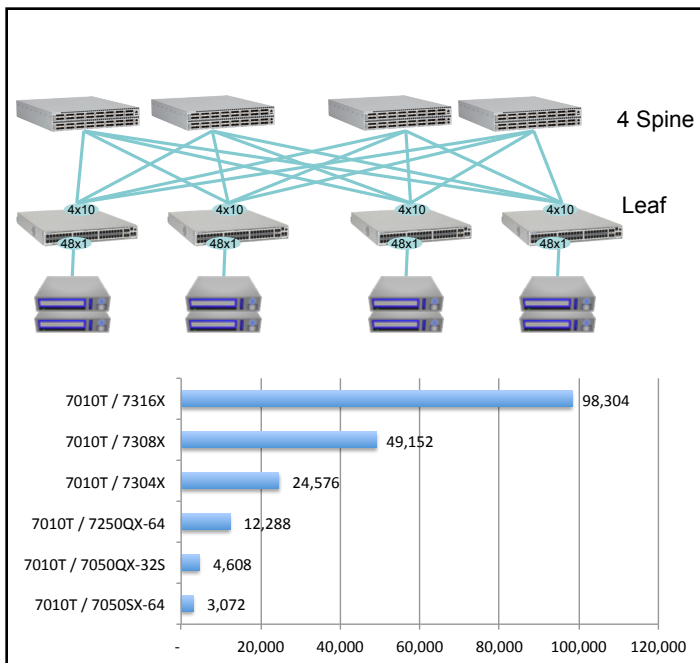 4 Spine
4x10 4x10 4x10 4x10
Leaf
48x1 48x1 48x1 48x1
7010T / 7316X 98,304
7010T / 7308X 49,152
7010T / 7304X 24,576
7010T / 7250QX-64 12,288
7010T / 7050QX-32S 4,608
7010T / 7050SX-64 3,072
- 20,000 40,000 60,000 80,000 100,000 120,000